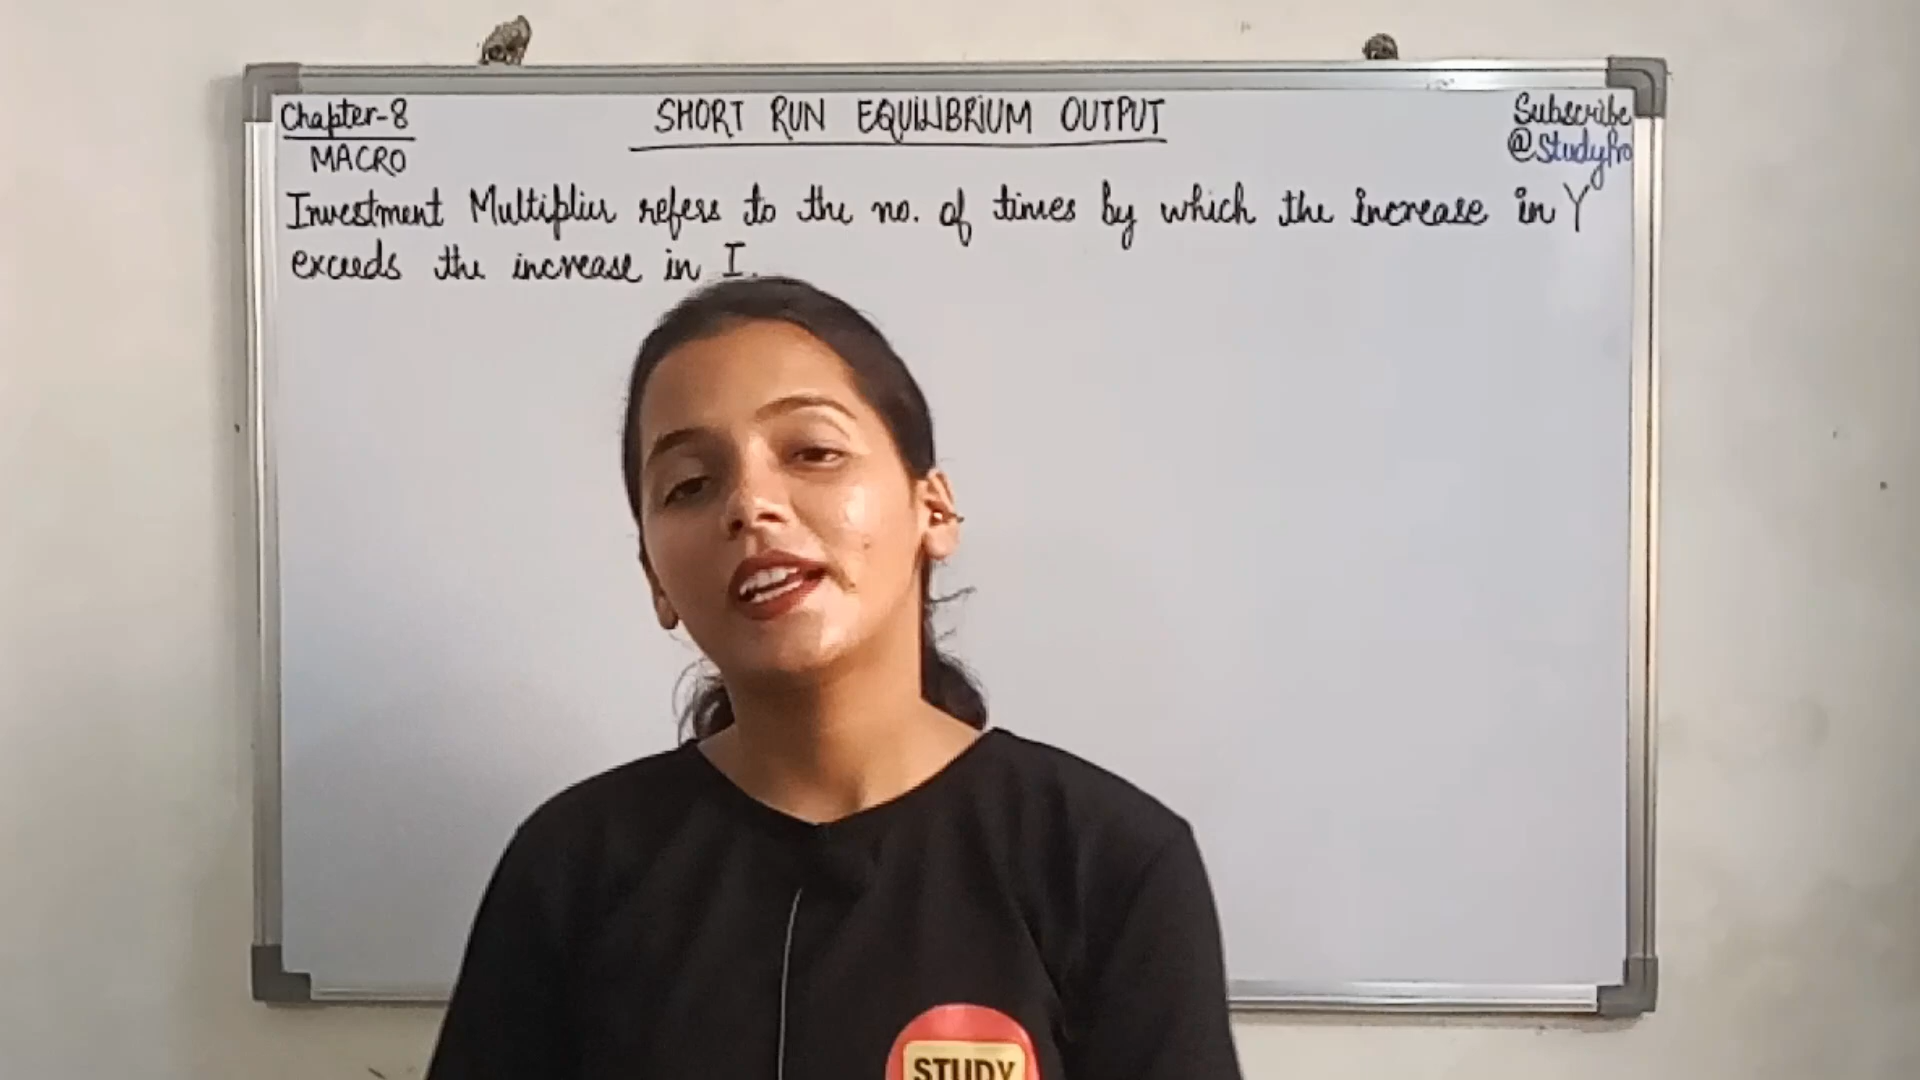 Chapter-8
MACRO
SHORT RUN EQUILIBRIUM OUTPUT
Subscribe
@StudyPro
Investment Multiplier refers to the no. of times by which the increase in Y
exceeds the increase in I.
STUDY